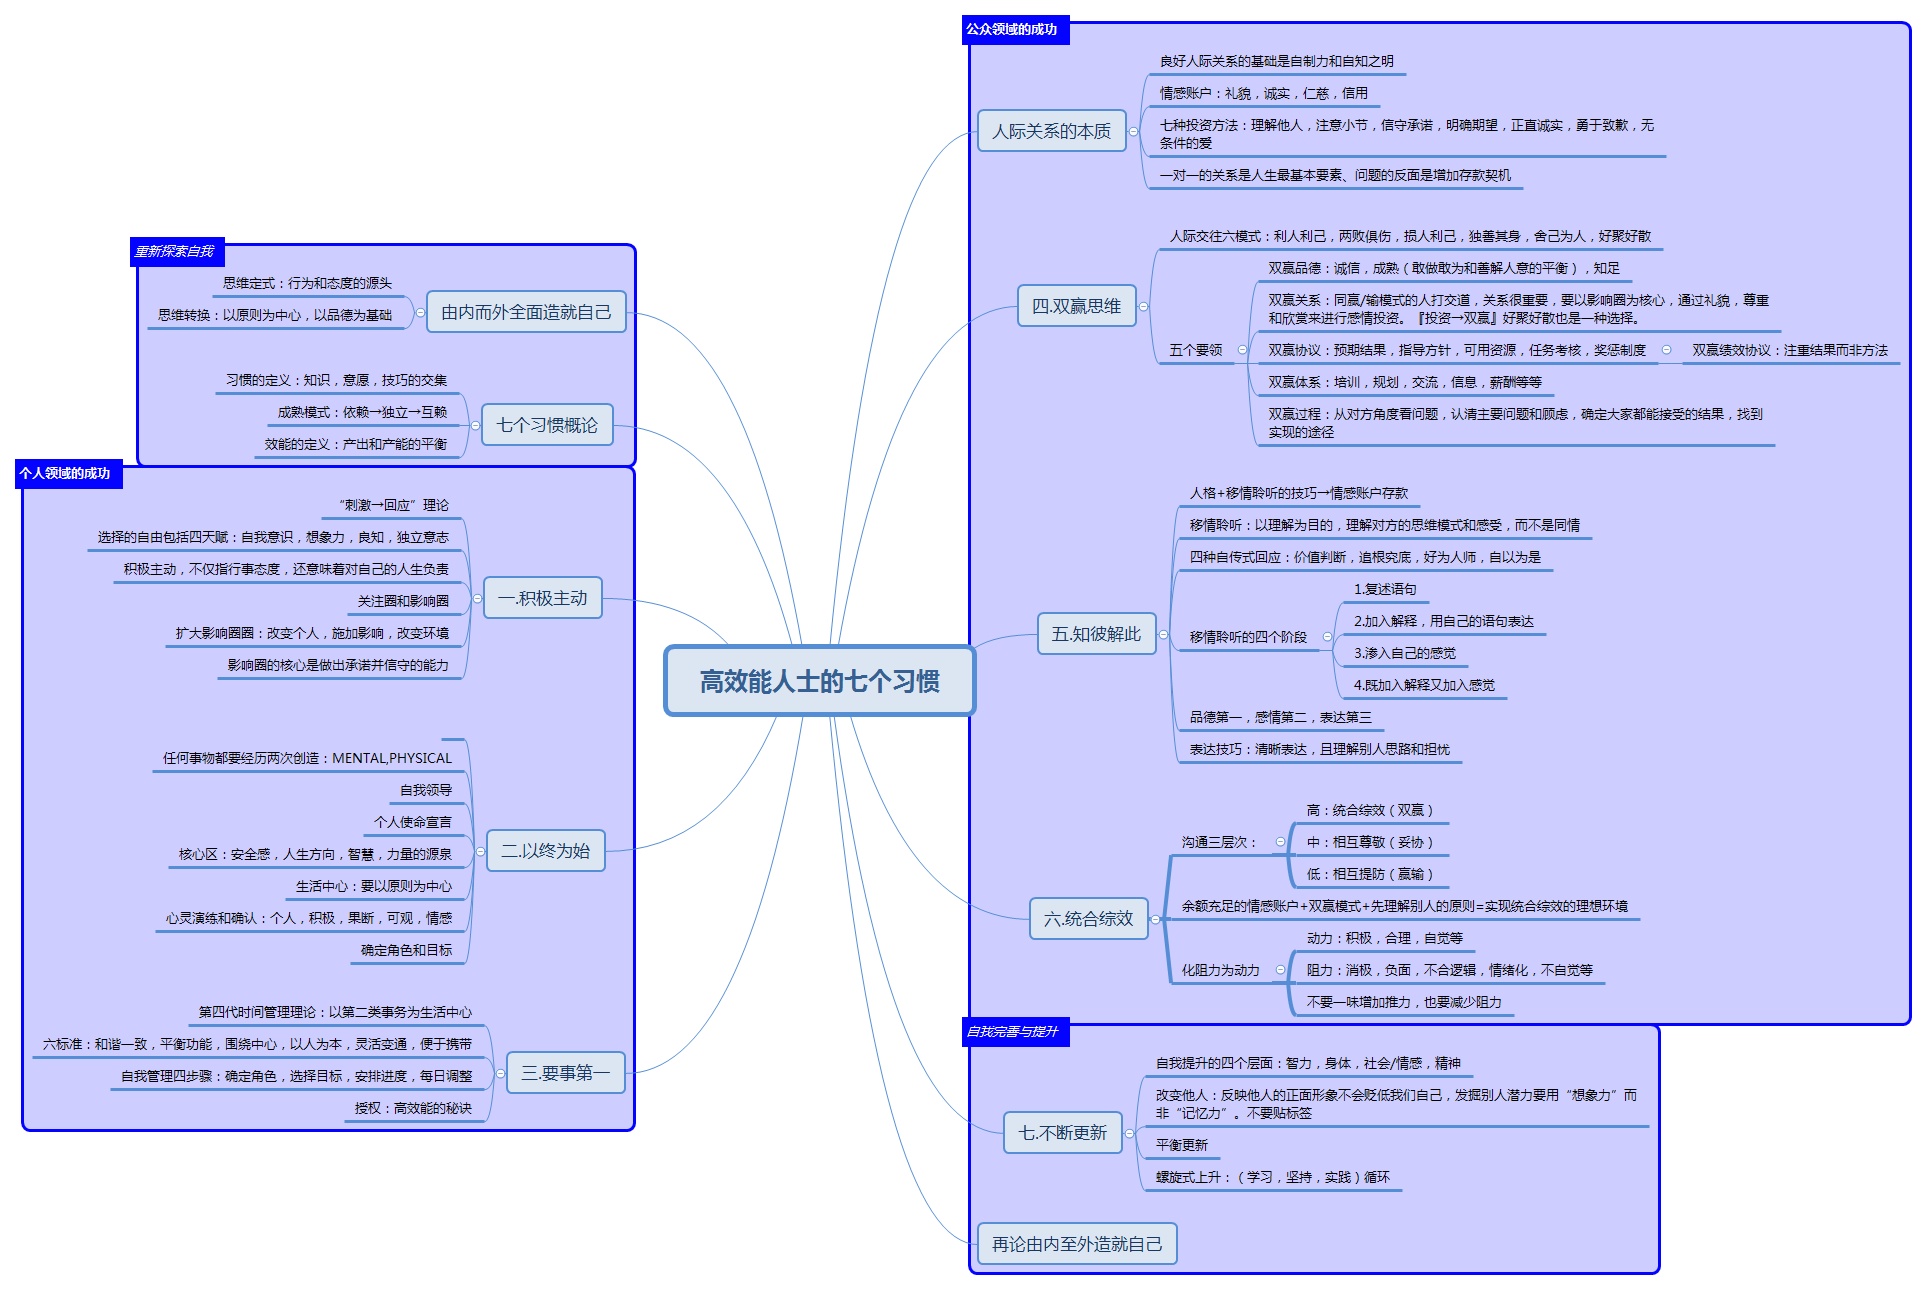 高效能人士的七个习惯
重新探索自我
由内而外全面造就自己
思维定式：行为和态度的源头
思维转换：以原则为中心，以品德为基础
七个习惯概论
习惯的定义：知识，意愿，技巧的交集
成熟模式：依赖→独立→互赖
效能的定义：产出和产能的平衡
个人领域的成功
一.积极主动
“刺激→回应”理论
选择的自由包括四天赋：自我意识，想象力，良知，独立意志
积极主动，不仅指行事态度，还意味着对自己的人生负责
关注圈和影响圈
扩大影响圈圈：改变个人，施加影响，改变环境
影响圈的核心是做出承诺并信守的能力
二.以终为始
任何事物都要经历两次创造：MENTAL,PHYSICAL
自我领导
个人使命宣言
核心区：安全感，人生方向，智慧，力量的源泉
生活中心：要以原则为中心
心灵演练和确认：个人，积极，果断，可观，情感
确定角色和目标
三.要事第一
第四代时间管理理论：以第二类事务为生活中心
六标准：和谐一致，平衡功能，围绕中心，以人为本，灵活变通，便于携带
自我管理四步骤：确定角色，选择目标，安排进度，每日调整
授权：高效能的秘诀
公众领域的成功
人际关系的本质
良好人际关系的基础是自制力和自知之明
情感账户：礼貌，诚实，仁慈，信用
七种投资方法：理解他人，注意小节，信守承诺，明确期望，正直诚实，勇于致歉，无
条件的爱
一对一的关系是人生最基本要素、问题的反面是增加存款契机
四.双赢思维
人际交往六模式：利人利己，两败俱伤，损人利己，独善其身，舍己为人，好聚好散
五个要领
双赢品德：诚信，成熟（敢做敢为和善解人意的平衡），知足
双赢关系：同赢/输模式的人打交道，关系很重要，要以影响圈为核心，通过礼貌，尊重
和欣赏来进行感情投资。『投资→双赢』好聚好散也是一种选择。
双赢协议：预期结果，指导方针，可用资源，任务考核，奖惩制度
双赢绩效协议：注重结果而非方法
双赢体系：培训，规划，交流，信息，薪酬等等
双赢过程：从对方角度看问题，认清主要问题和顾虑，确定大家都能接受的结果，找到
实现的途径
五.知彼解此
人格+移情聆听的技巧→情感账户存款
移情聆听：以理解为目的，理解对方的思维模式和感受，而不是同情
四种自传式回应：价值判断，追根究底，好为人师，自以为是
移情聆听的四个阶段
1.复述语句
2.加入解释，用自己的语句表达
3.渗入自己的感觉
4.既加入解释又加入感觉
品德第一，感情第二，表达第三
表达技巧：清晰表达，且理解别人思路和担忧
六.统合综效
沟通三层次：
高：统合综效（双赢）
中：相互尊敬（妥协）
低：相互提防（赢输）
余额充足的情感账户+双赢模式+先理解别人的原则=实现统合综效的理想环境
化阻力为动力
动力：积极，合理，自觉等
阻力：消极，负面，不合逻辑，情绪化，不自觉等
不要一味增加推力，也要减少阻力
自我完善与提升
七.不断更新
自我提升的四个层面：智力，身体，社会/情感，精神
改变他人：反映他人的正面形象不会贬低我们自己，发掘别人潜力要用“想象力”而
非“记忆力”。不要贴标签
平衡更新
螺旋式上升：（学习，坚持，实践）循环
再论由内至外造就自己